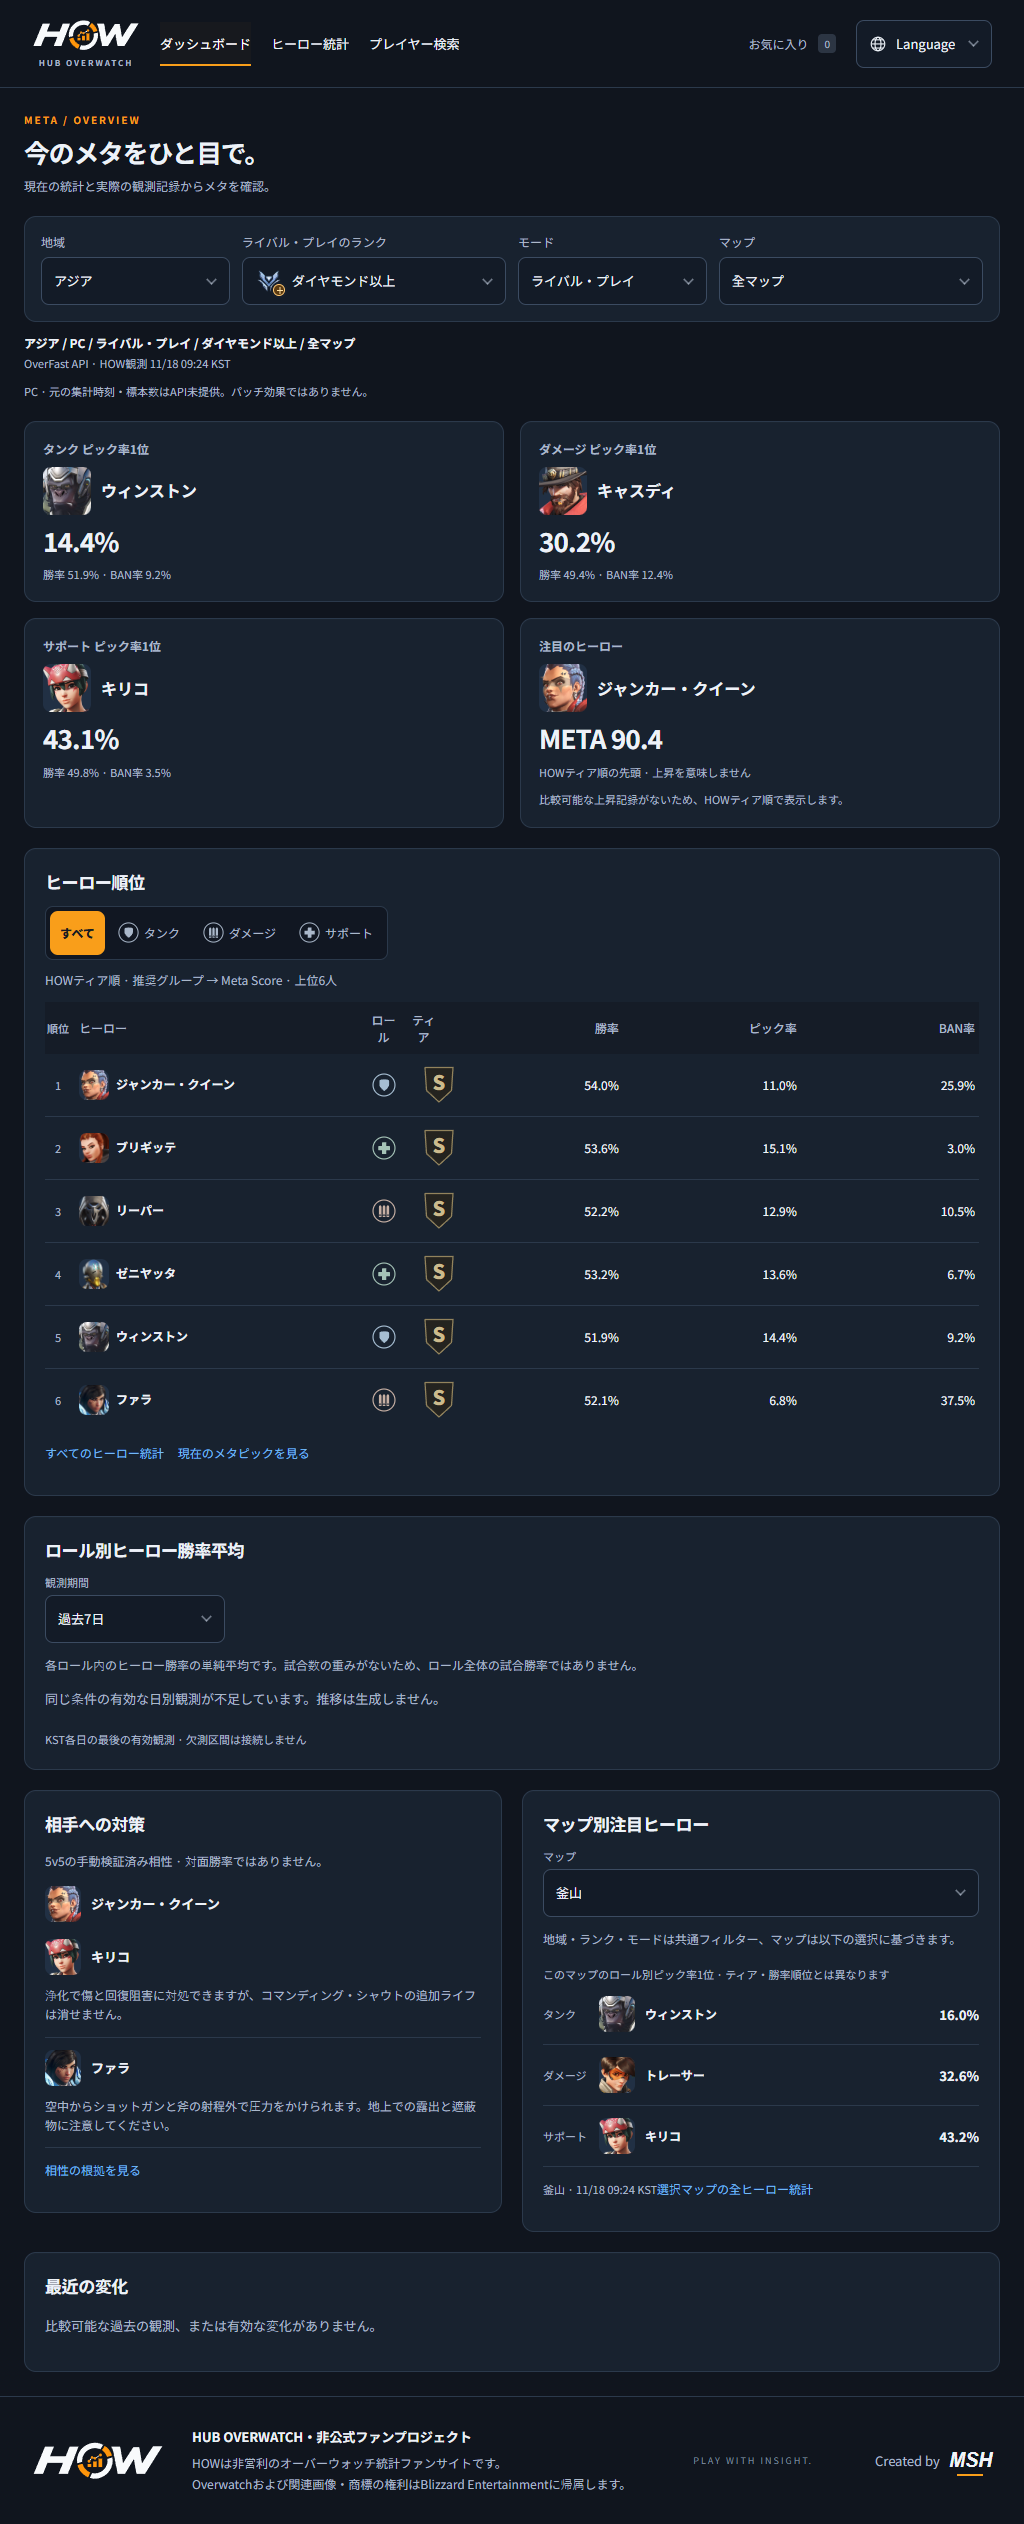 HOW
HUB OVERWATCH
ダッシュボード
ヒーロー統計
プレイヤー検索
お気に入り 0
Language
META / OVERVIEW
今のメタをひと目で。
現在の統計と実際の観測記録からメタを確認。
地域
ライバル・プレイのランク
モード
マップ
アジア
ダイヤモンド以上
ライバル・プレイ
全マップ
アジア / PC / ライバル・プレイ / ダイヤモンド以上 / 全マップ
OverFast API · HOW観測 11/18 09:24 KST
PC · 元の集計時刻・標本数はAPI未提供。パッチ効果ではありません。
タンク ピック率1位
ウィンストン
14.4%
勝率 51.9% · BAN率 9.2%
ダメージ ピック率1位
キャスディ
30.2%
勝率 49.4% · BAN率 12.4%
サポート ピック率1位
キリコ
43.1%
勝率 49.8% · BAN率 3.5%
注目のヒーロー
ジャンカー・クイーン
META 90.4
HOWティア順の先頭 · 上昇を意味しません
比較可能な上昇記録がないため、HOWティア順で表示します。
ヒーロー順位
すべて
タンク
ダメージ
サポート
HOWティア順 · 推奨グループ → Meta Score · 上位6人
順位 ヒーロー ロール ティア 勝率 ピック率 BAN率
1 ジャンカー・クイーン S 54.0% 11.0% 25.9%
2 ブリギッテ S 53.6% 15.1% 3.0%
3 リーパー S 52.2% 12.9% 10.5%
4 ゼニヤッタ S 53.2% 13.6% 6.7%
5 ウィンストン S 51.9% 14.4% 9.2%
6 ファラ S 52.1% 6.8% 37.5%
すべてのヒーロー統計 現在のメタピックを見る
ロール別ヒーロー勝率平均
観測期間
過去7日
各ロール内のヒーロー勝率の単純平均です。試合数の重みがないため、ロール全体の試合勝率ではありません。
同じ条件の有効な日別観測が不足しています。推移は生成しません。
KST各日の最後の有効観測 · 欠測区間は接続しません
相手への対策
5v5の手動検証済み相性 · 対面勝率ではありません。
ジャンカー・クイーン
キリコ
浄化で傷と回復阻害に対処できますが、コマンディング・シャウトの追加ライフ
は消せません。
ファラ
空中からショットガンと斧の射程外で圧力をかけられます。地上での露出と遮蔽
物に注意してください。
相性の根拠を見る
マップ別注目ヒーロー
マップ
釜山
地域・ランク・モードは共通フィルター、マップは以下の選択に基づきます。
このマップのロール別ピック率1位 · ティア・勝率順位とは異なります
タンク ウィンストン 16.0%
ダメージ トレーサー 32.6%
サポート キリコ 43.2%
釜山 · 11/18 09:24 KST選択マップの全ヒーロー統計
最近の変化
比較可能な過去の観測、または有効な変化がありません。
HOW
HUB OVERWATCH・非公式ファンプロジェクト
HOWは非営利のオーバーウォッチ統計ファンサイトです。
Overwatchおよび関連画像・商標の権利はBlizzard Entertainmentに帰属します。
PLAY WITH INSIGHT.
Created by MSH